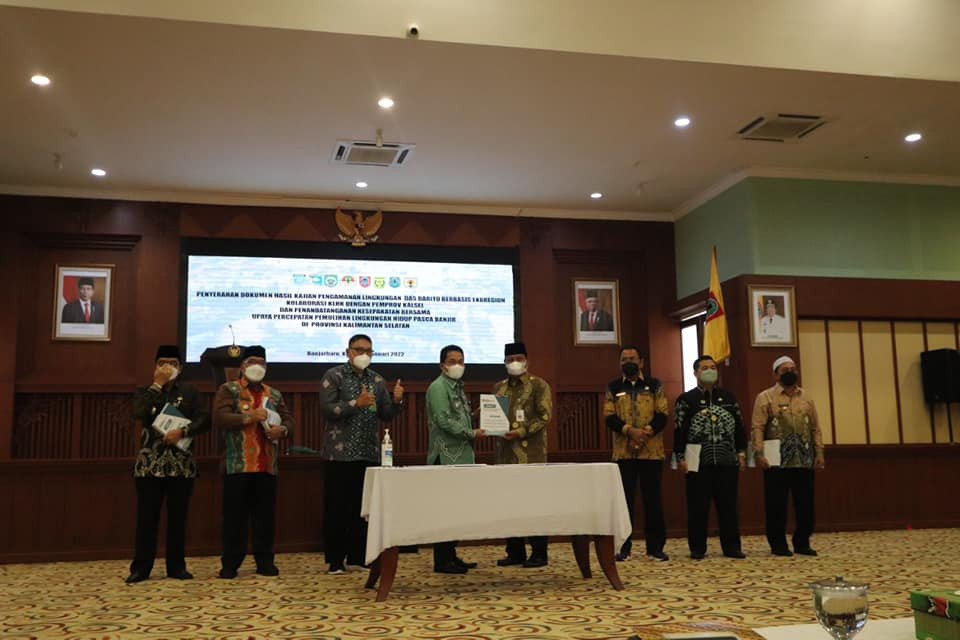 PENYERAHAN DOKUMEN HASIL KAJIAN PENGAMANAN LINGKUNGAN DAS BARITO BERBASIS EKOREGION
KOLABORASI KLHK DENGAN PEMPROV KALSEL
DAN PENANDATANGANAN KESEPAKATAN BERSAMA
UPAYA PERCEPATAN PEMULIHAN LINGKUNGAN HIDUP PASCA BANJIR
DI PROVINSI KALIMANTAN SELATAN
Banjarbaru, 2022